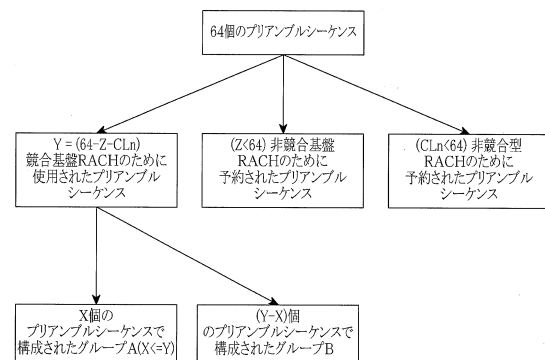 64個のプリアンブルシーケンス
Y = (64-Z-CLn)
競合基盤RACHのために
使用されたプリアンブル
シーケンス
(Z<64) 非競合基盤
RACHのために
予約されたプリアンブル
シーケンス
(CLn<64) 非競合型
RACHのために
予約されたプリアンブル
シーケンス
X個の
プリアンブルシーケンスで
構成されたグループA(X<=Y)
(Y-X)個
のプリアンブルシーケンスで
構成されたグループB